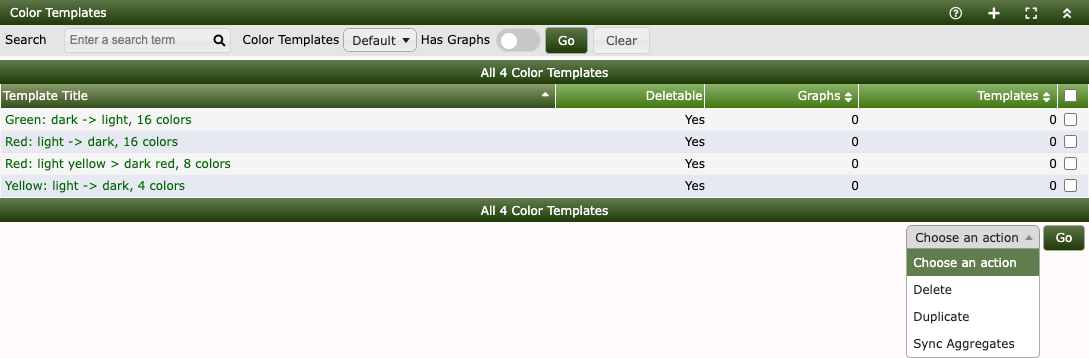 Color Templates
Search Enter a search term Color Templates Default Has Graphs Go Clear
All 4 Color Templates
Template Title Deletable Graphs Templates
Green: dark -> light, 16 colors Yes 0 0
Red: light -> dark, 16 colors Yes 0 0
Red: light yellow > dark red, 8 colors Yes 0 0
Yellow: light -> dark, 4 colors Yes 0 0
All 4 Color Templates
Choose an action Go
Choose an action
Delete
Duplicate
Sync Aggregates